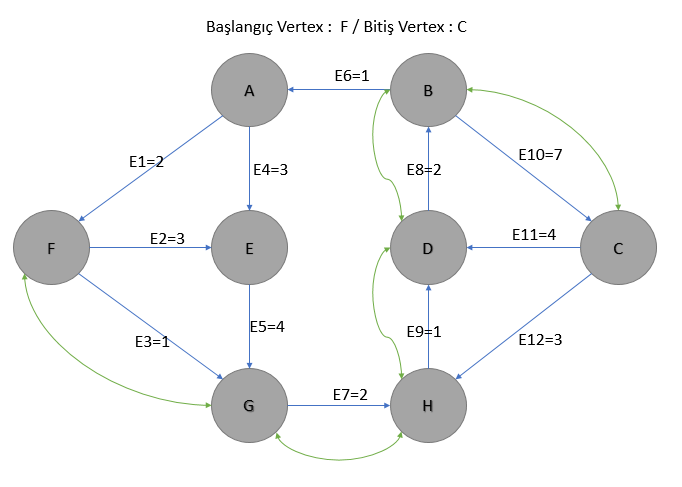 Başlangıç Vertex : F / Bitiş Vertex : C
E6=1
A
B
E1=2
E4=3
E8=2
E10=7
F
E2=3
E
D
E11=4
C
E3=1
E5=4
E9=1
E12=3
G
E7=2
H